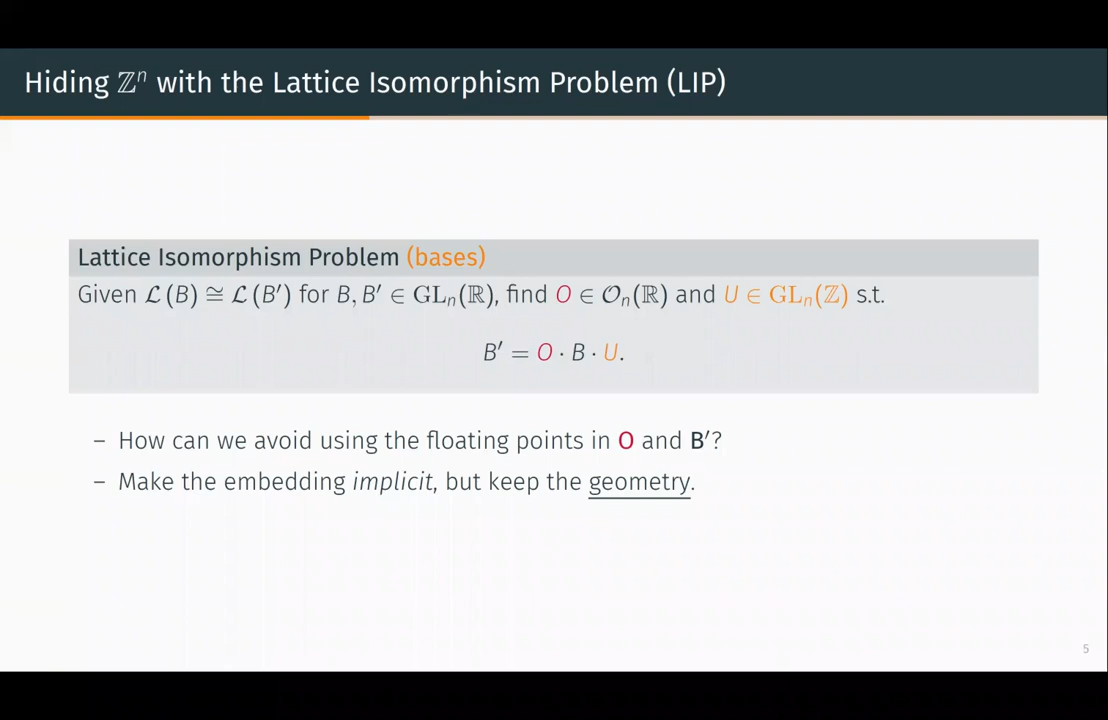 Hiding ℤⁿ with the Lattice Isomorphism Problem (LIP)
Lattice Isomorphism Problem (bases)
Given ℒ(B) ≅ ℒ(B′) for B, B′ ∈ GLₙ(ℝ), find O ∈ 𝒪ₙ(ℝ) and U ∈ GLₙ(ℤ) s.t.
B′ = O · B · U.
– How can we avoid using the floating points in O and B′?
– Make the embedding implicit, but keep the geometry.
5